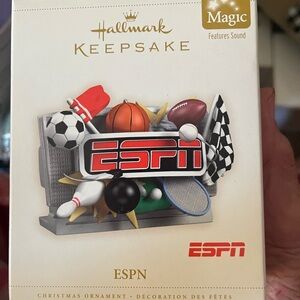 Hallmark
KEEPSAKE
Magic
Features Sound
ESPN
ESPN
ESPN
CHRISTMAS ORNAMENT • DÉCORATION DES FÊTES